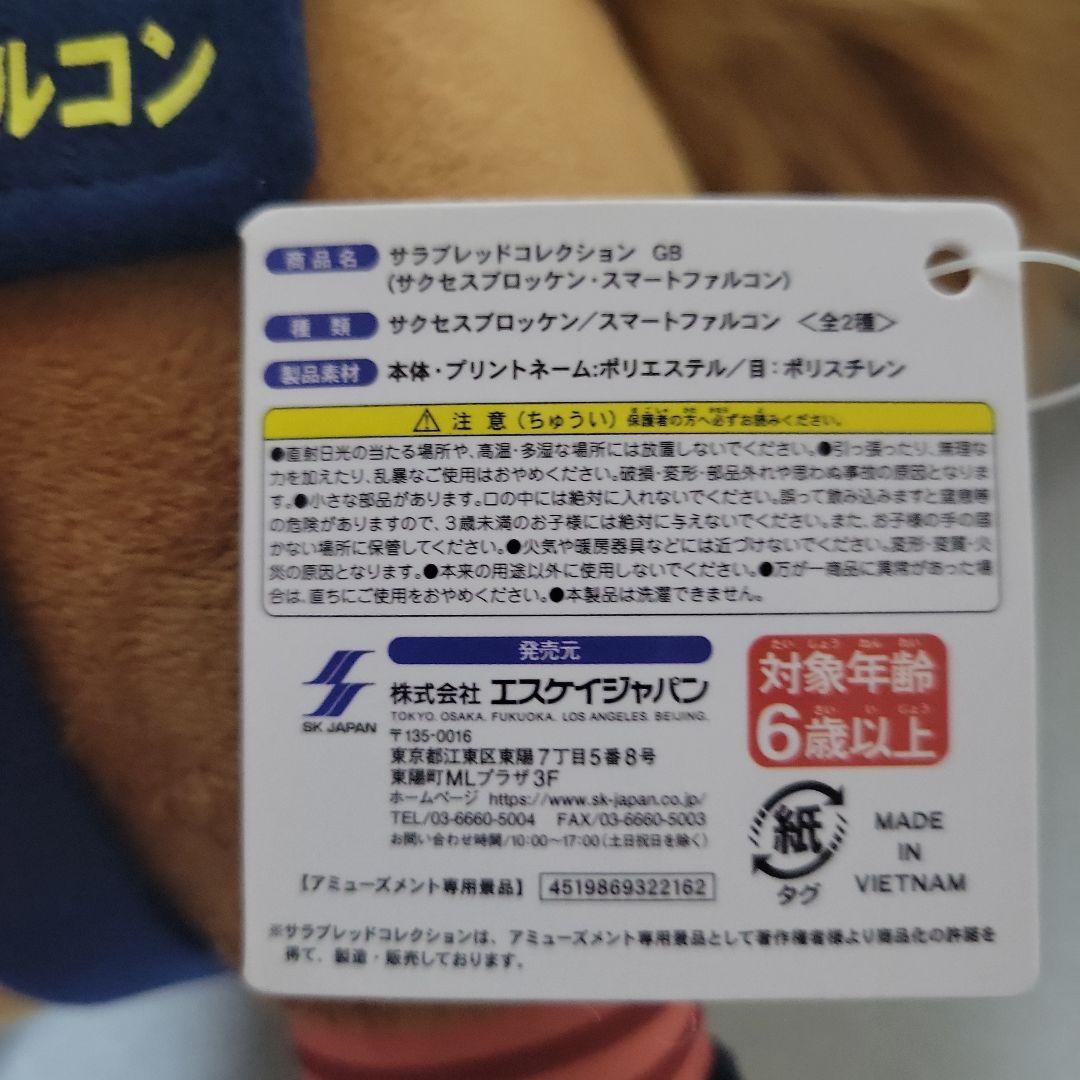 ルコン
商品名 サラブレッドコレクション GB
(サクセスブロッケン・スマートファルコン)
種類 サクセスブロッケン／スマートファルコン ＜全2種＞
製品素材 本体・プリントネーム:ポリエステル／目：ポリスチレン
⚠ 注意(ちゅうい) 保護者の方へ必ずお読みください。
●直射日光の当たる場所や、高温・多湿な場所には放置しないでください。●引っ張ったり、無理な
力を加えたり、乱暴なご使用はおやめください。破損・変形・部品外れや思わぬ事故の原因となりま
す。●小さな部品があります。口の中には絶対に入れないでください。誤って飲み込みますと窒息等
の危険がありますので、3歳未満のお子様には絶対に与えないでください。また、お子様の手の届
かない場所に保管してください。●火気や暖房器具などには近づけないでください。変形・変質・火
災の原因となります。●本来の用途以外に使用しないでください。●万が一商品に異常があった場
合は、直ちにご使用をおやめください。●本製品は洗濯できません。
発売元
SK JAPAN
株式会社 エスケイジャパン
TOKYO. OSAKA. FUKUOKA. LOS ANGELES. BEIJING.
〒135-0016
東京都江東区東陽7丁目5番8号
東陽町MLプラザ3F
ホームページ https://www.sk-japan.co.jp/
TEL/03-6660-5004 FAX/03-6660-5003
お問い合わせ時間/10:00〜17:00(土日祝日を除く)
たいしょうねんれい
対象年齢
さいいじょう
6歳以上
紙
タグ
MADE
IN
VIETNAM
【アミューズメント専用景品】 4519869322162
※サラブレッドコレクションは、アミューズメント専用景品として著作権者様より商品化の許諾を
得て、製造・販売しております。